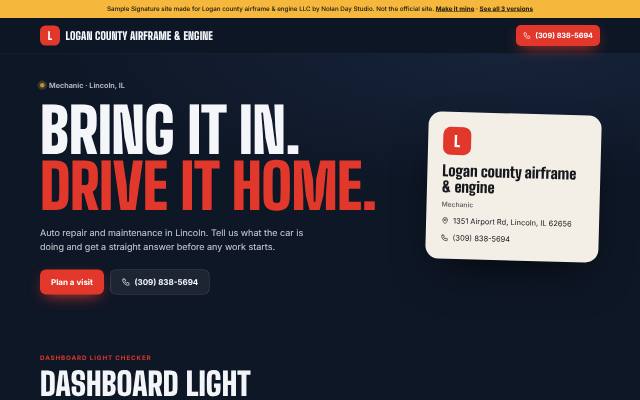 Sample Signature site made for Logan county airframe & engine LLC by Nolan Day Studio. Not the official site. Make it mine · See all 3 versions
L LOGAN COUNTY AIRFRAME & ENGINE
(309) 838-5694
Mechanic · Lincoln, IL
BRING IT IN.
DRIVE IT HOME.
Auto repair and maintenance in Lincoln. Tell us what the car is
doing and get a straight answer before any work starts.
Plan a visit
(309) 838-5694
L
Logan county airframe
& engine
Mechanic
1351 Airport Rd, Lincoln, IL 62656
(309) 838-5694
DASHBOARD LIGHT CHECKER
DASHBOARD LIGHT